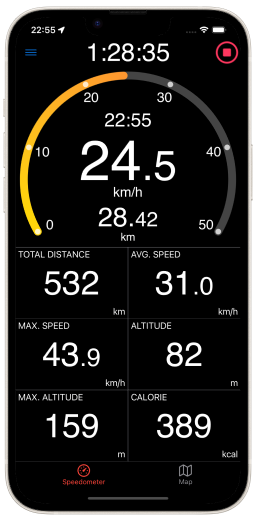 22:55
1:28:35
20 30
22:55
10 40
24.5
km/h
28.42
0 50
km
TOTAL DISTANCE AVG. SPEED
532 31.0
km km/h
MAX. SPEED ALTITUDE
43.9 82
km/h m
MAX. ALTITUDE CALORIE
159 389
m kcal
Speedometer Map